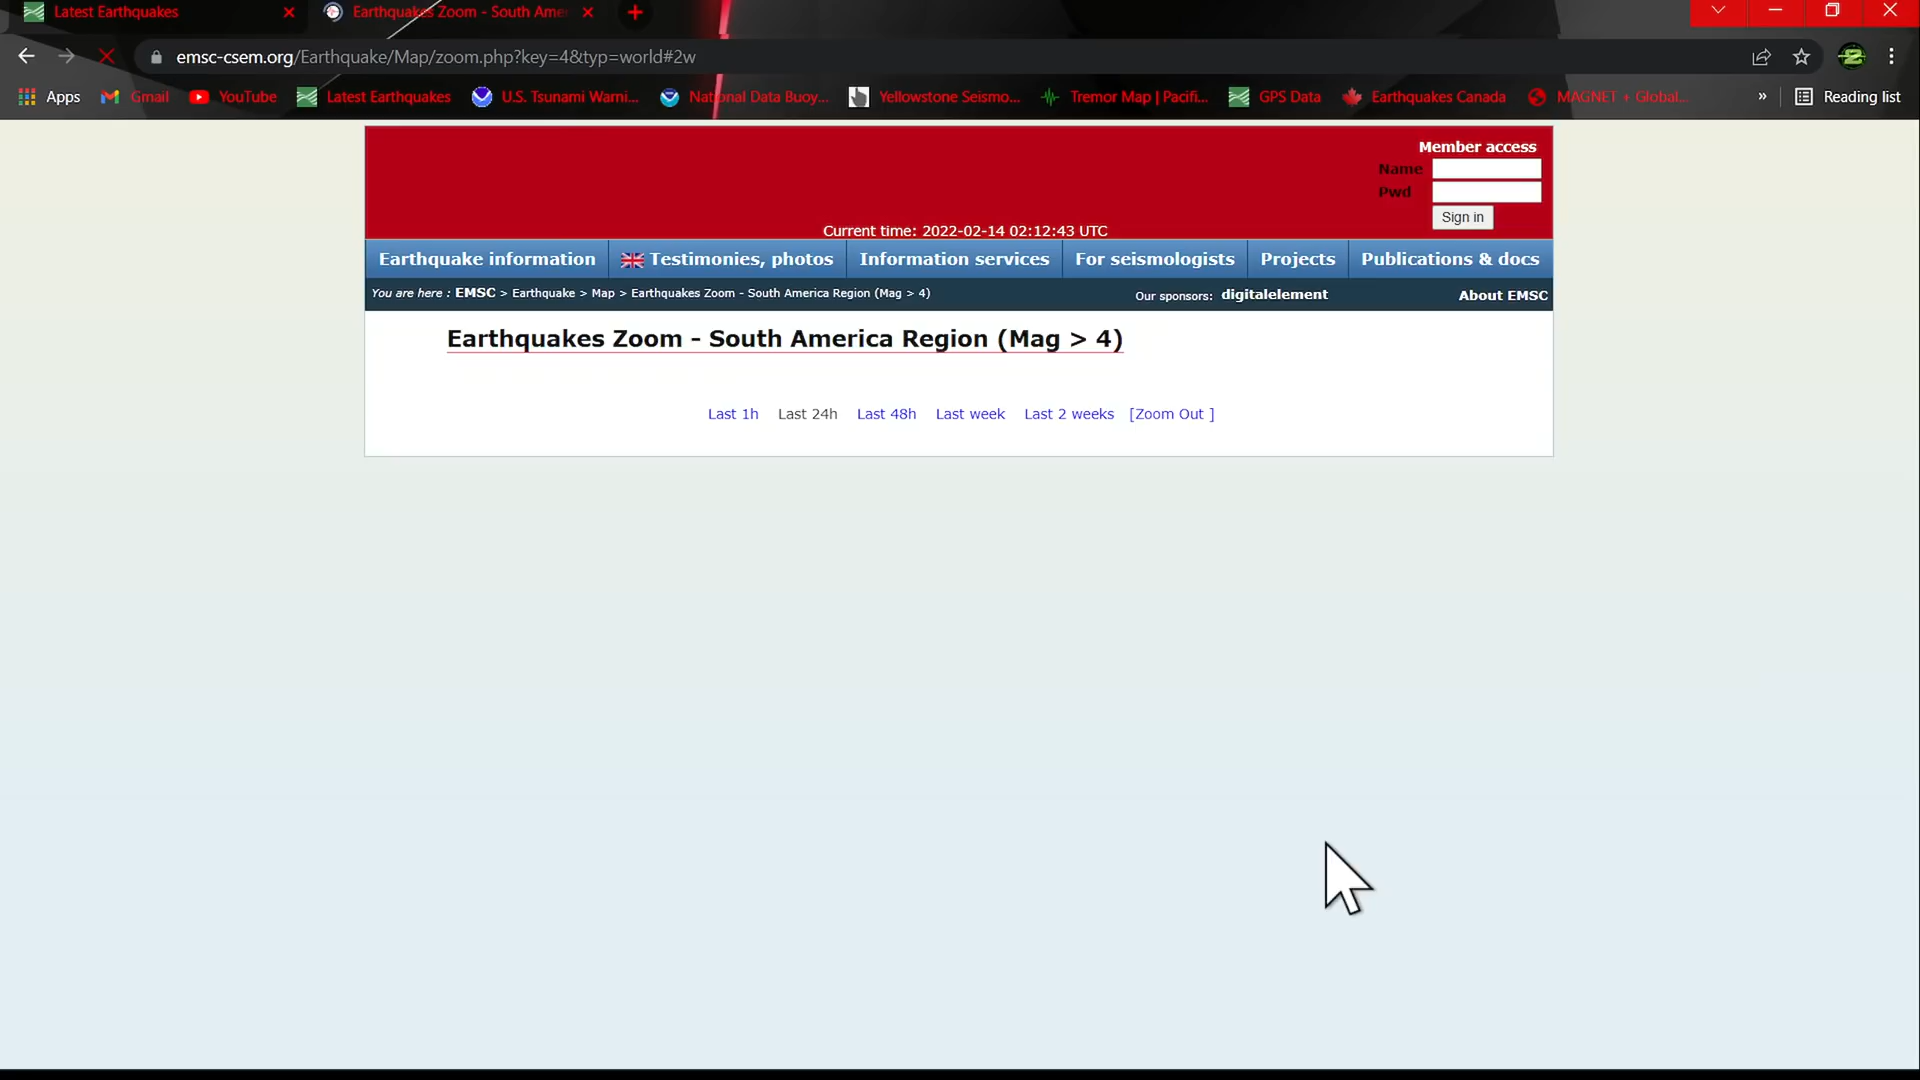 Latest Earthquakes
Earthquakes Zoom - South Ame
emsc-csem.org/Earthquake/Map/zoom.php?key=4&typ=world#2w
Apps Gmail YouTube Latest Earthquakes U.S. Tsunami Warni... National Data Buoy... Yellowstone Seismo... Tremor Map | Pacifi... GPS Data Earthquakes Canada MAGNET + Global... » Reading list
Member access
Name
Pwd
Sign in
Current time: 2022-02-14 02:12:43 UTC
Earthquake information Testimonies, photos Information services For seismologists Projects Publications & docs
You are here : EMSC > Earthquake > Map > Earthquakes Zoom - South America Region (Mag > 4) Our sponsors: digitalelement About EMSC
Earthquakes Zoom - South America Region (Mag > 4)
Last 1h Last 24h Last 48h Last week Last 2 weeks [Zoom Out ]